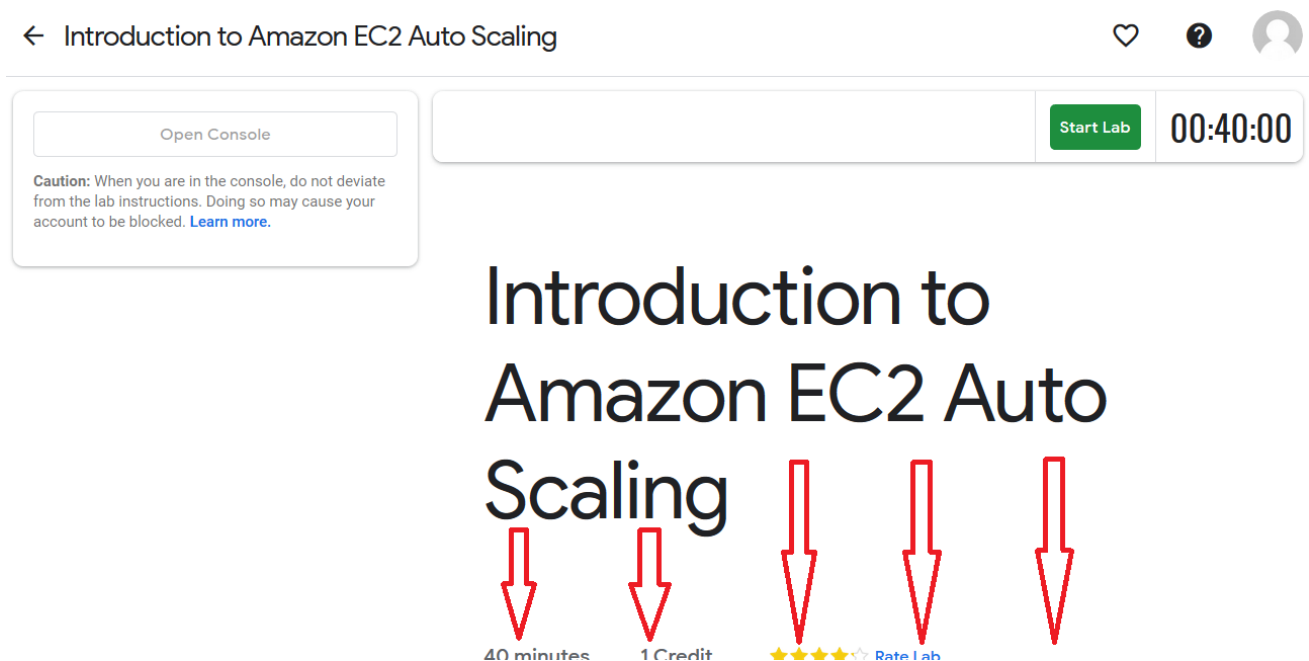 Introduction to Amazon EC2 Auto Scaling
Open Console
Caution: When you are in the console, do not deviate
from the lab instructions. Doing so may cause your
account to be blocked. Learn more.
Start Lab
00:40:00
Introduction to
Amazon EC2 Auto
Scaling
40 minutes
1 Credit
Rate Lab